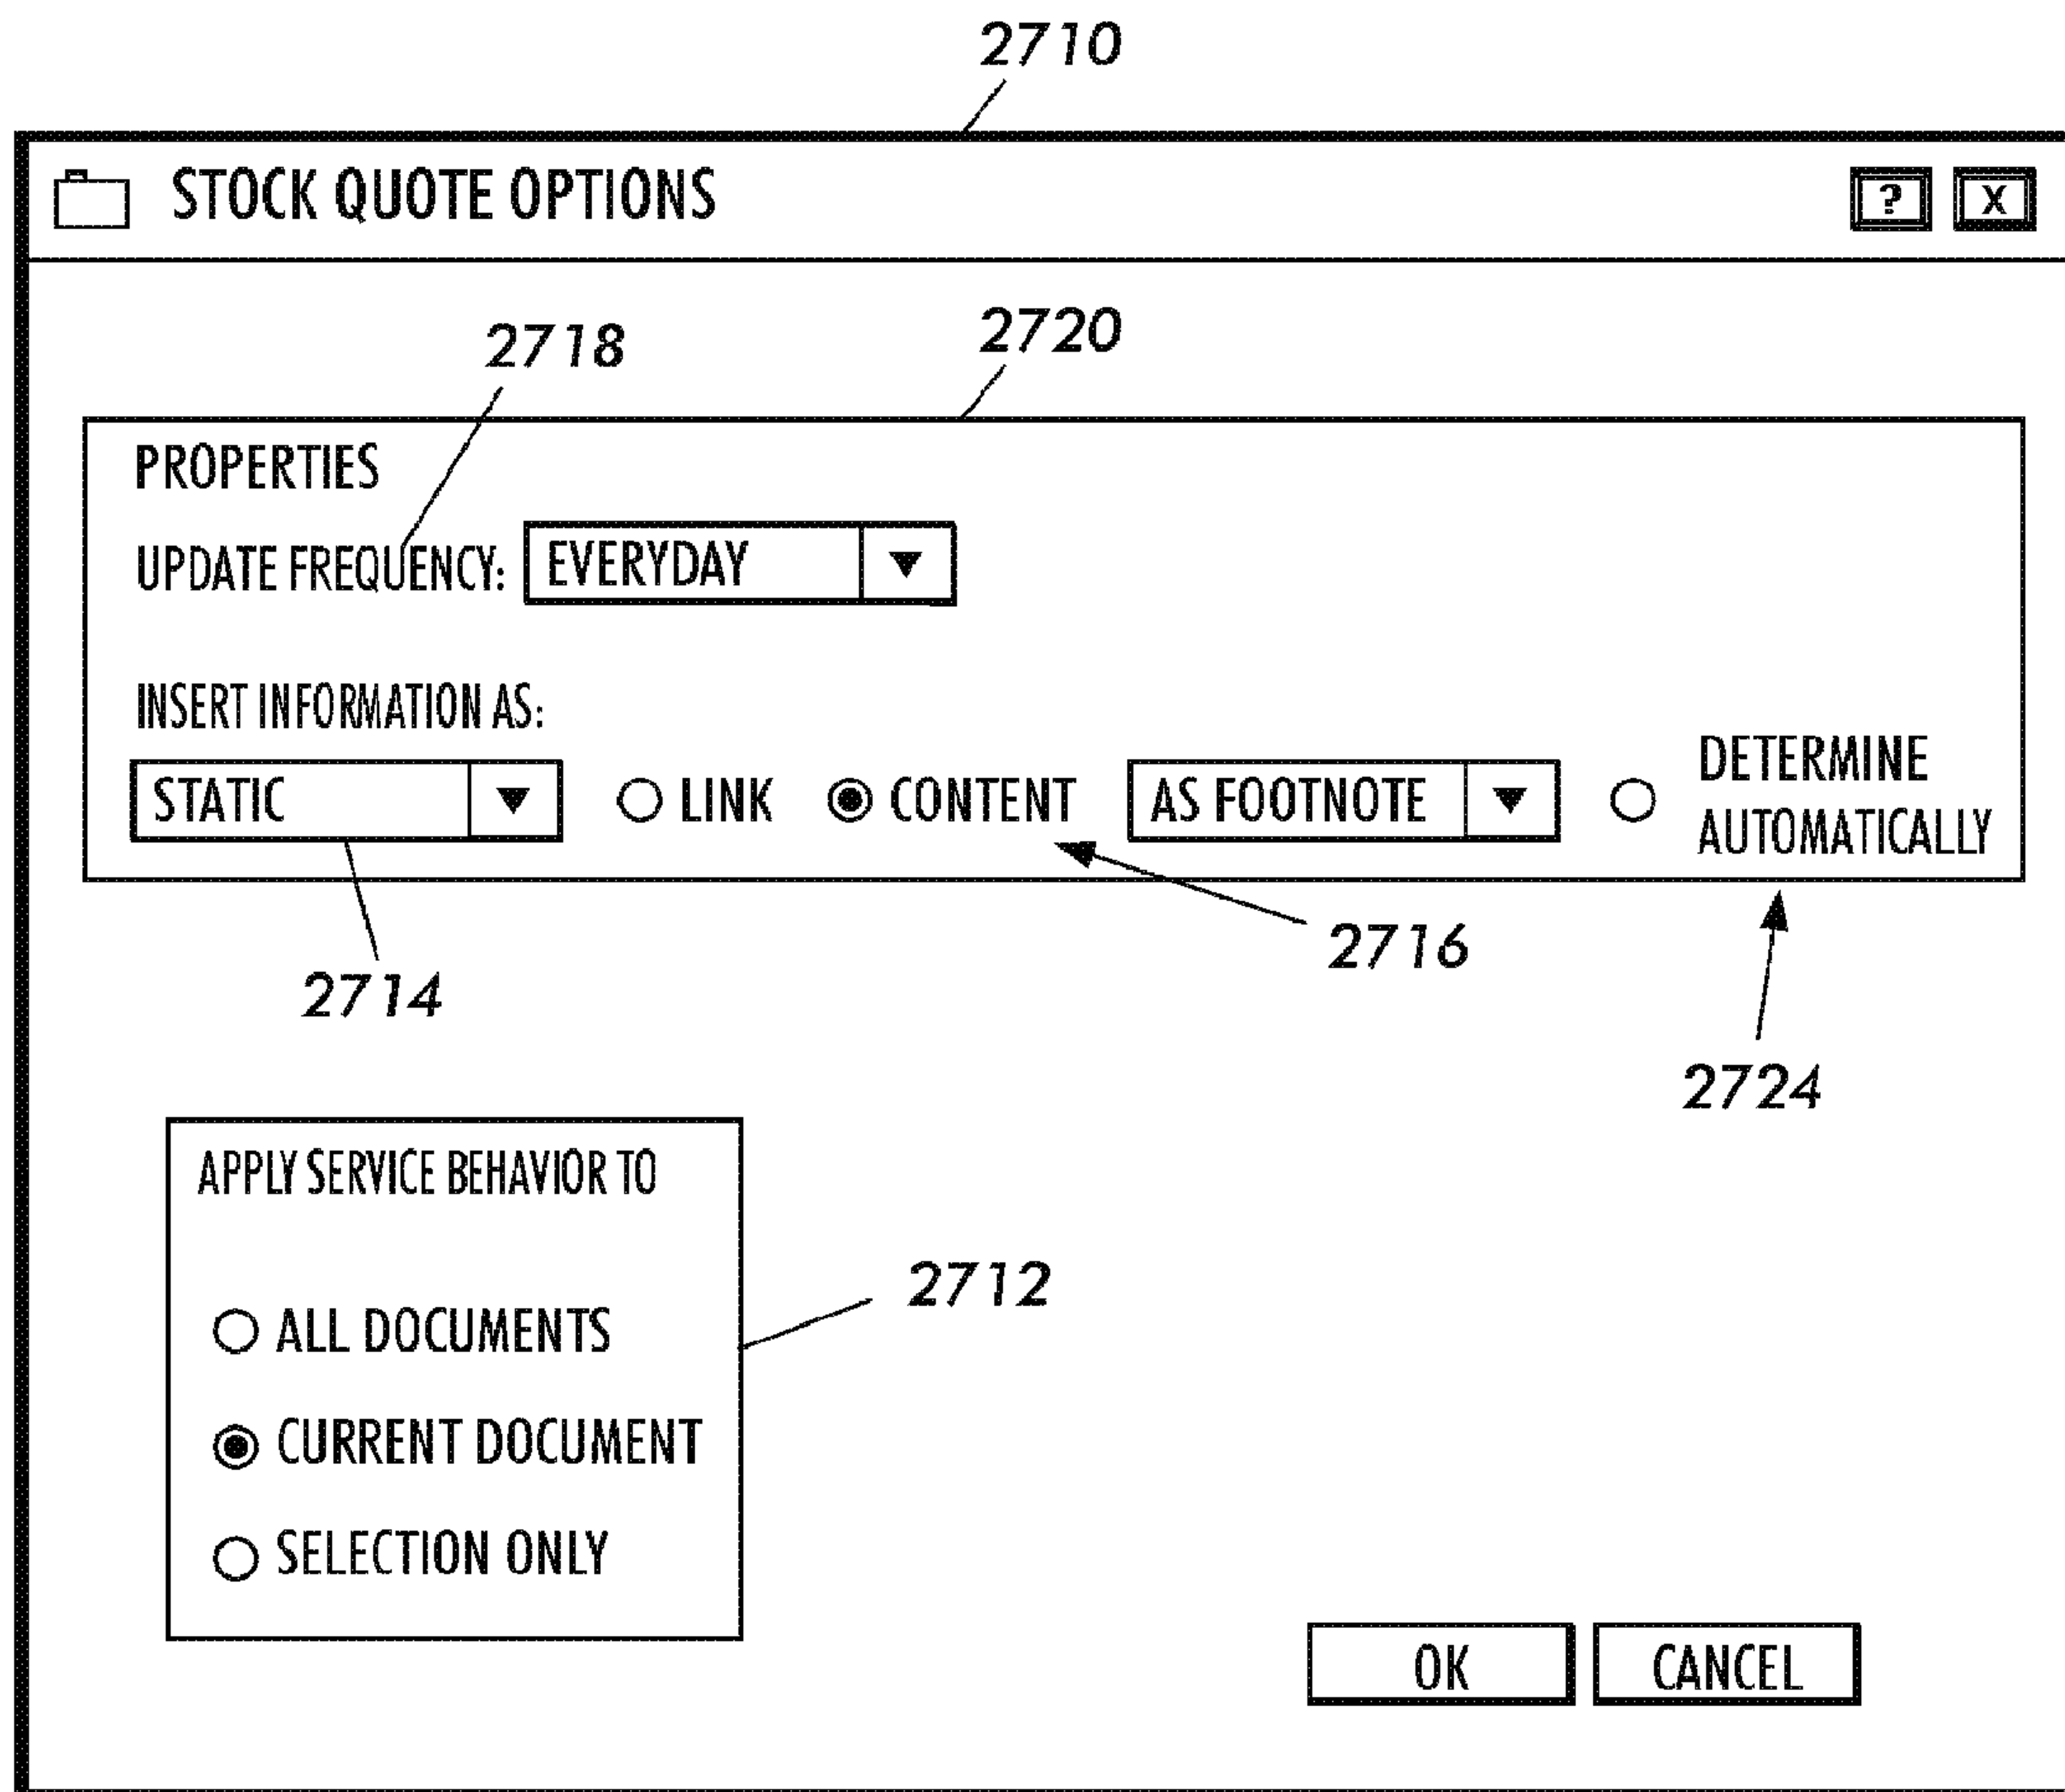 2710
STOCK QUOTE OPTIONS ? X
2718 2720
PROPERTIES
UPDATE FREQUENCY: EVERYDAY
INSERT INFORMATION AS:
STATIC LINK CONTENT AS FOOTNOTE DETERMINE
AUTOMATICALLY
2714 2716
2724
APPLY SERVICE BEHAVIOR TO
2712
ALL DOCUMENTS
CURRENT DOCUMENT
SELECTION ONLY
OK CANCEL